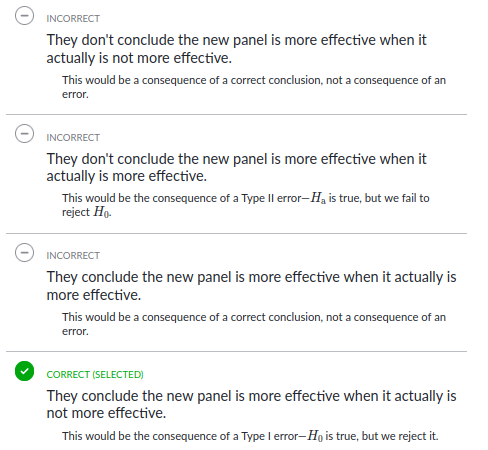 INCORRECT
They don't conclude the new panel is more effective when it
actually is not more effective.
This would be a consequence of a correct conclusion, not a consequence of an
error.
INCORRECT
They don't conclude the new panel is more effective when it
actually is more effective.
This would be the consequence of a Type II error—Hₐ is true, but we fail to
reject H₀.
INCORRECT
They conclude the new panel is more effective when it actually is
more effective.
This would be a consequence of a correct conclusion, not a consequence of an
error.
CORRECT (SELECTED)
They conclude the new panel is more effective when it actually is
not more effective.
This would be the consequence of a Type I error—H₀ is true, but we reject it.